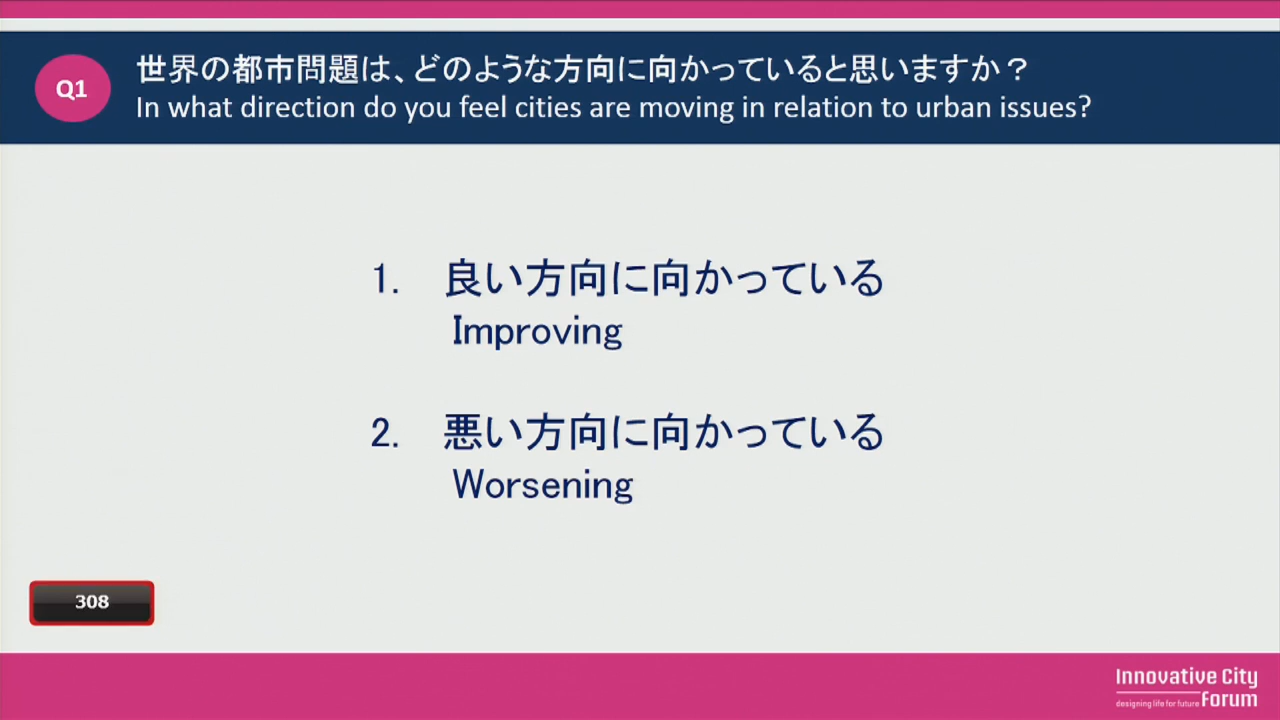 Q1
世界の都市問題は、どのような方向に向かっていると思いますか？
In what direction do you feel cities are moving in relation to urban issues?
1. 良い方向に向かっている
Improving
2. 悪い方向に向かっている
Worsening
308
Innovative City
designing life for future Forum